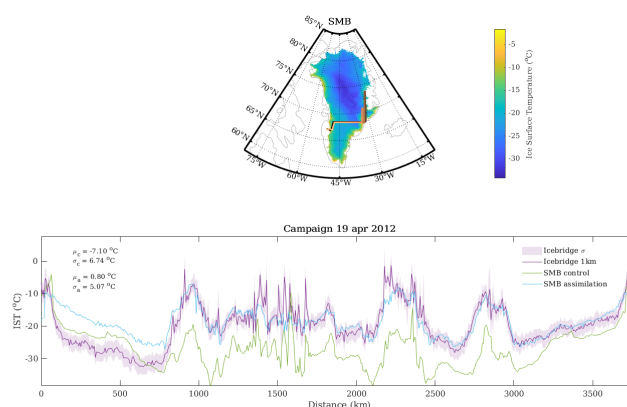 SMB
85°N
80°N
75°N
70°N
65°N
60°N
75°W
60°W
45°W
30°W
15°W
-5
-10
-15
-20
-25
-30
Ice Surface Temperature (°C)
Campaign 19 apr 2012
μc = -7.10 °C
σc = 6.74 °C
μa = 0.80 °C
σa = 5.07 °C
Icebridge σ
Icebridge 1km
SMB control
SMB assimilation
0
-10
-20
-30
IST (°C)
0
500
1000
1500
2000
2500
3000
3500
Distance (km)